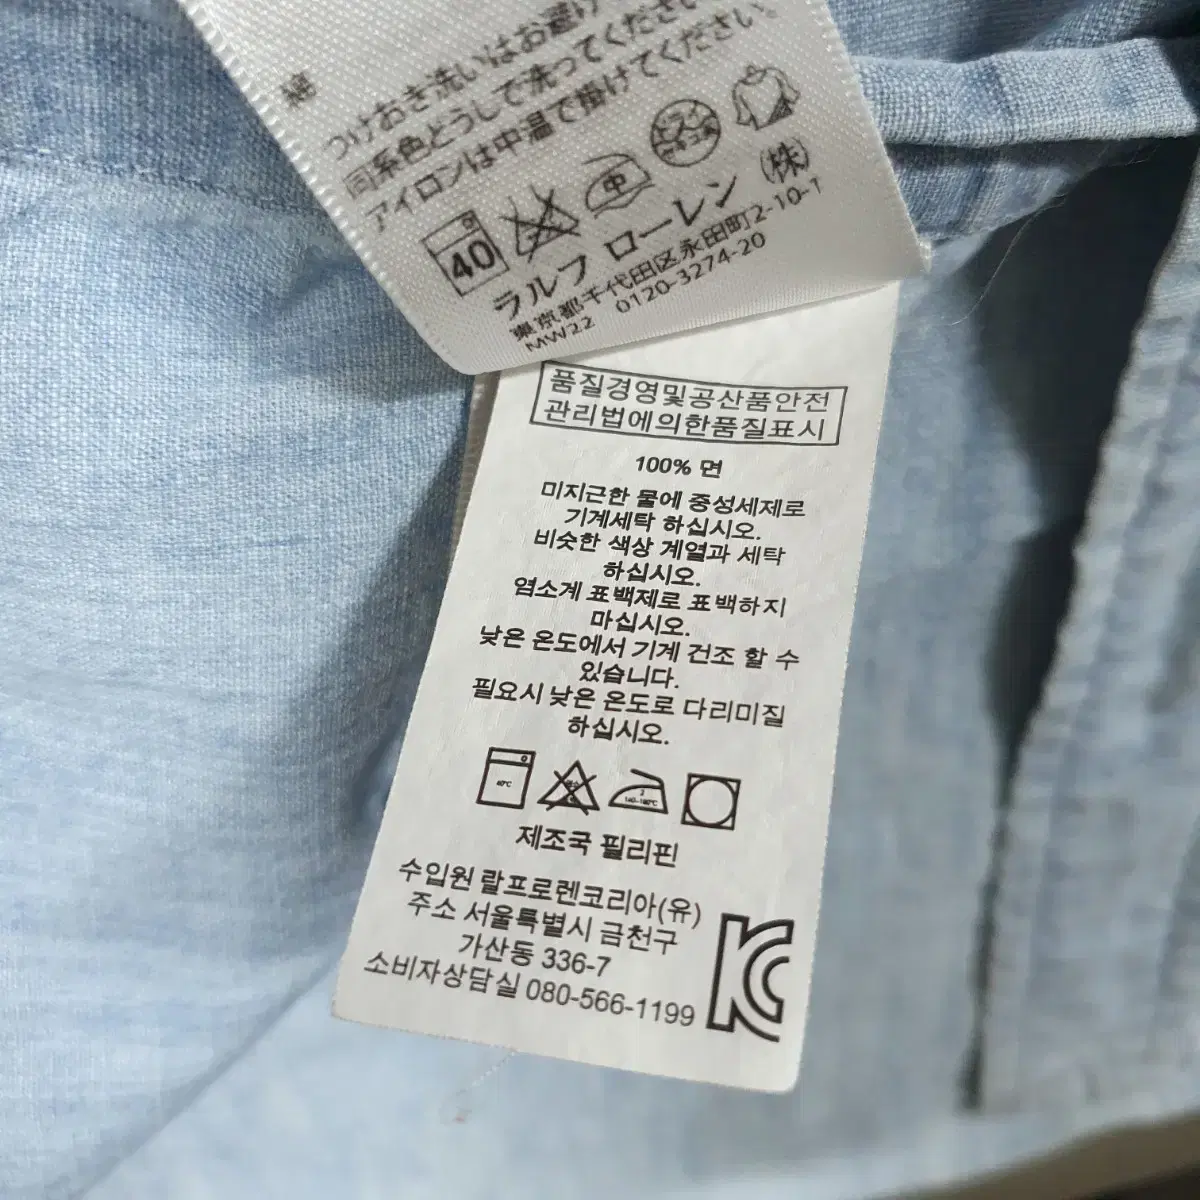 綿
つけおき洗いはお避け
同系色どうしで洗ってください。
アイロンは中温で掛けてください。
40 中
ラルフ ローレン (株)
東京都千代田区永田町2-10-1
MW22 0120-3274-20
품질경영및공산품안전
관리법에의한품질표시
100% 면
미지근한 물에 중성세제로
기계세탁 하십시오.
비슷한 색상 계열과 세탁
하십시오.
염소계 표백제로 표백하지
마십시오.
낮은 온도에서 기계 건조 할 수
있습니다.
필요시 낮은 온도로 다리미질
하십시오.
제조국 필리핀
수입원 랄프로렌코리아(유)
주소 서울특별시 금천구
가산동 336-7
소비자상담실 080-566-1199